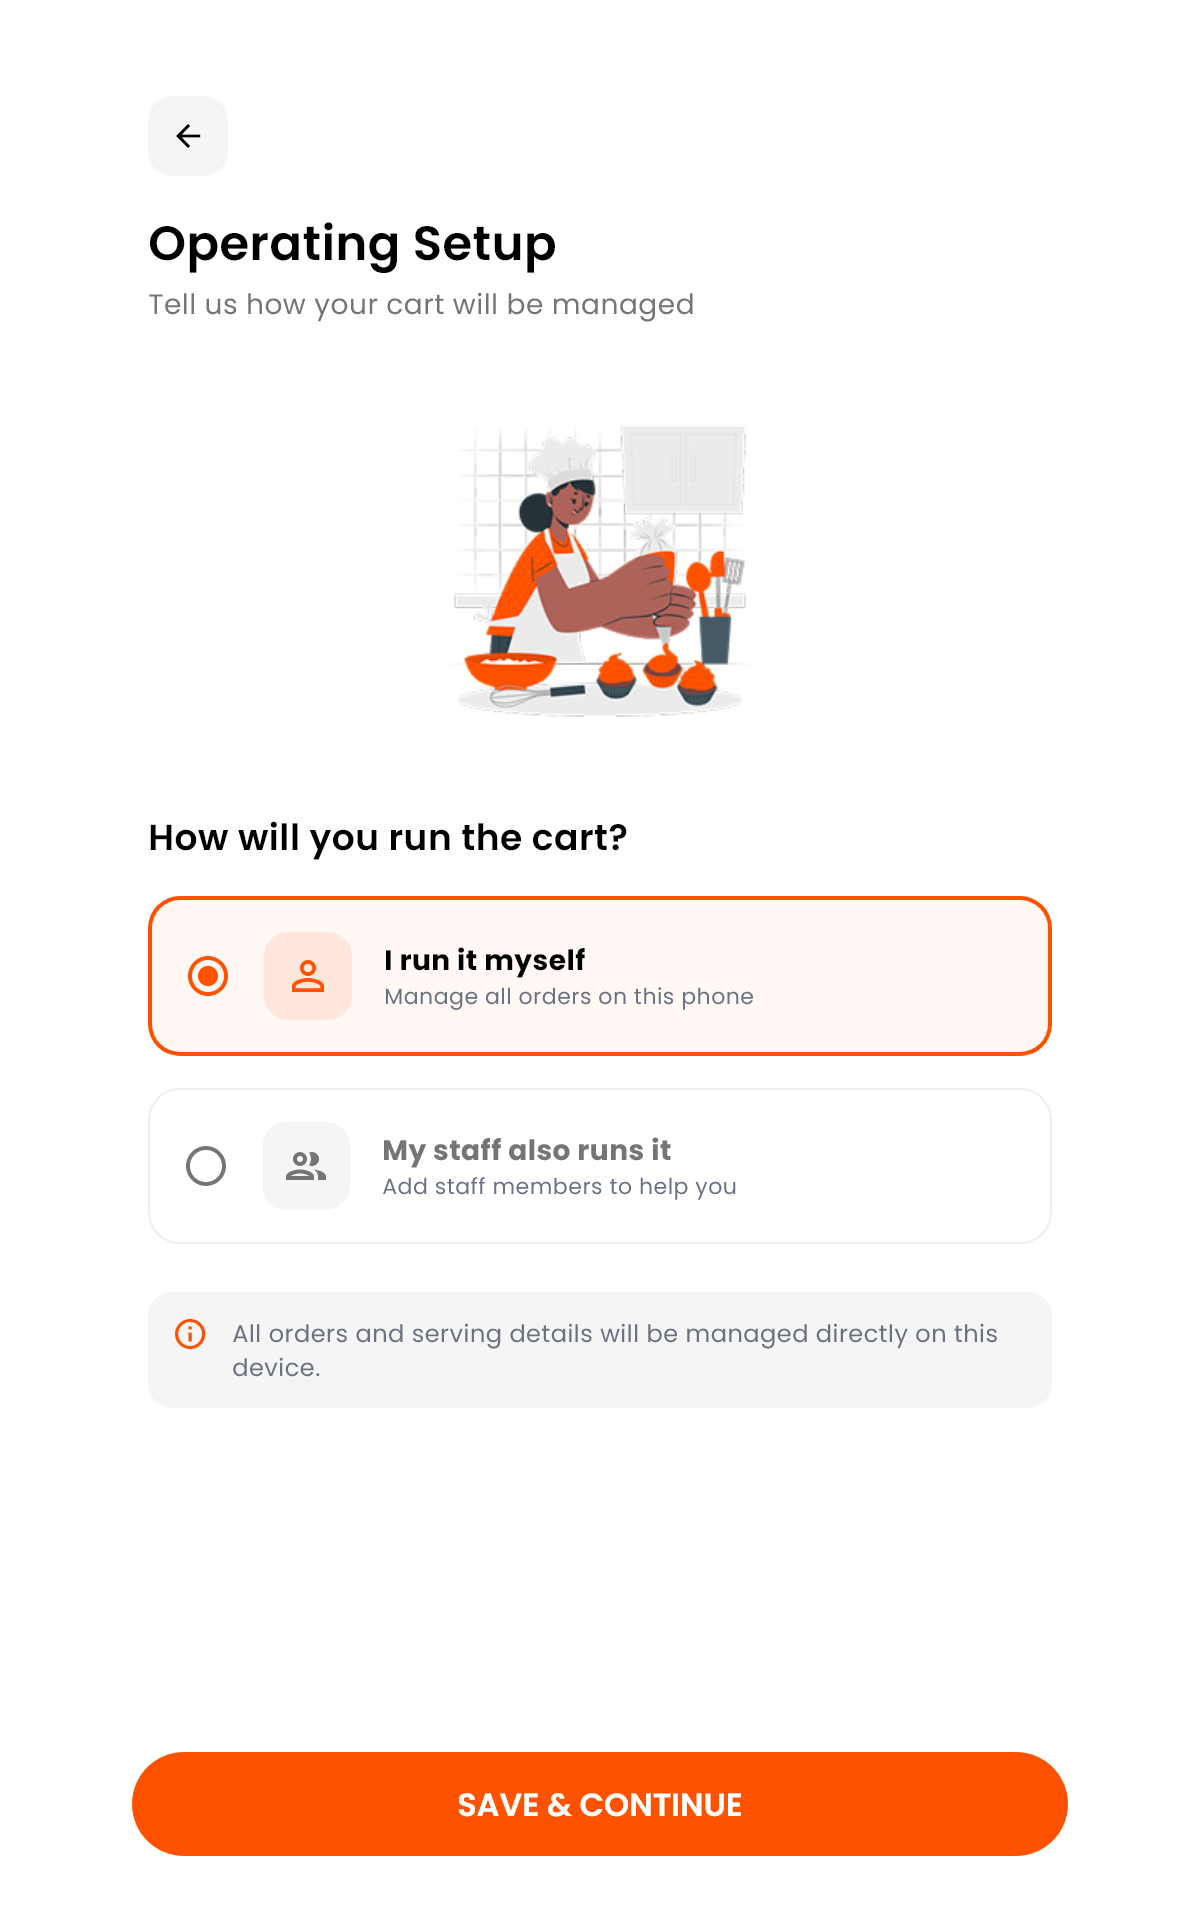 Operating Setup
Tell us how your cart will be managed
How will you run the cart?
I run it myself
Manage all orders on this phone
My staff also runs it
Add staff members to help you
All orders and serving details will be managed directly on this
device.
SAVE & CONTINUE